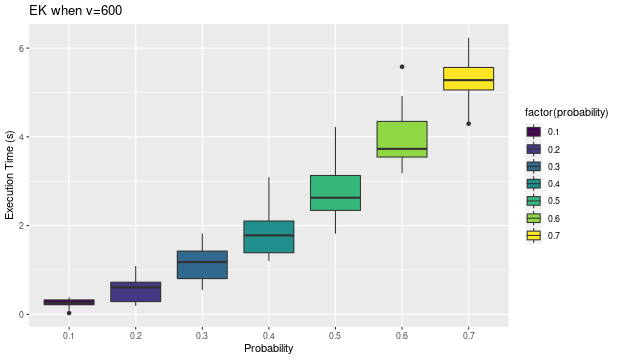 EK when v=600
Execution Time (s)
6
4
2
0
0.1 0.2 0.3 0.4 0.5 0.6 0.7
Probability
factor(probability)
0.1
0.2
0.3
0.4
0.5
0.6
0.7